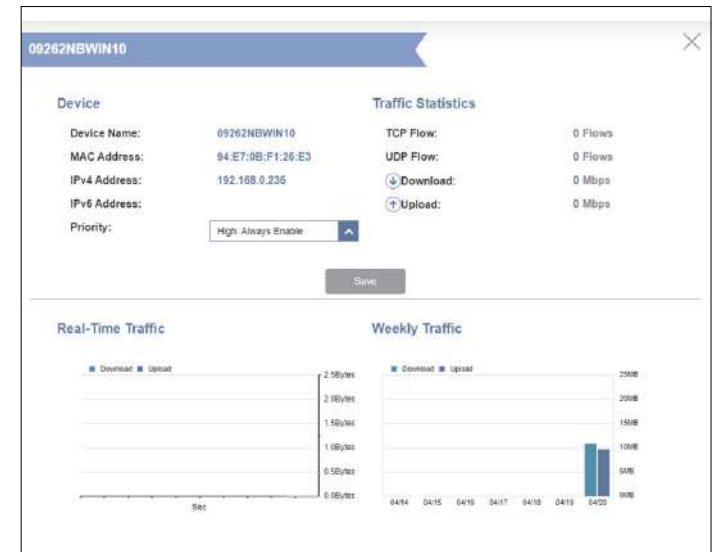 09262NBWIN10
Device
Device Name: 09262NBWIN10
MAC Address: 94:E7:0B:F1:26:E3
IPv4 Address: 192.168.0.235
IPv6 Address:
Priority: High: Always Enable
Traffic Statistics
TCP Flow: 0 Flows
UDP Flow: 0 Flows
Download: 0 Mbps
Upload: 0 Mbps
Save
Real-Time Traffic
Download Upload
2.5Bytes
2.0Bytes
1.5Bytes
1.0Bytes
0.5Bytes
0.0Bytes
Sec
Weekly Traffic
Download Upload
25MB
20MB
15MB
10MB
5MB
0MB
04/14 04/15 04/16 04/17 04/18 04/19 04/20